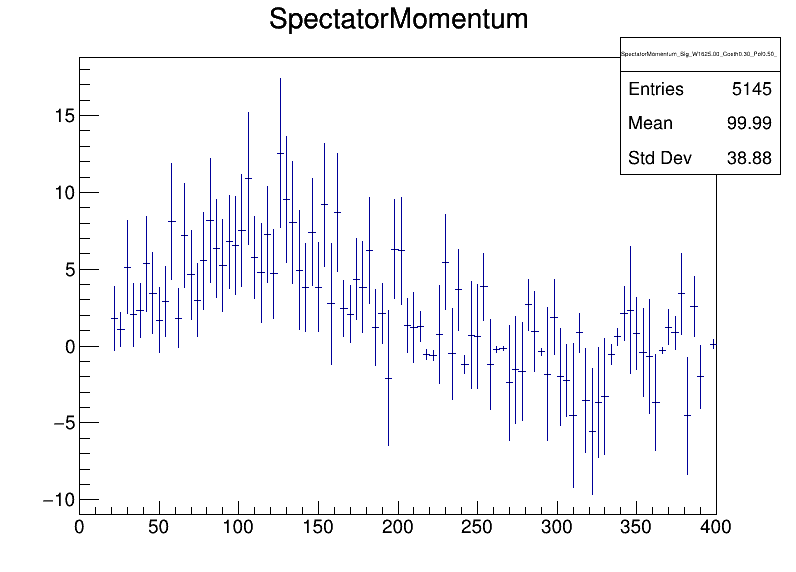 SpectatorMomentum
SpectatorMomentum_Sig_W1625.00_Costh0.30_Pol0.50_
Entries 5145
Mean 99.99
Std Dev 38.88
15
10
5
0
−5
−10
0 50 100 150 200 250 300 350 400